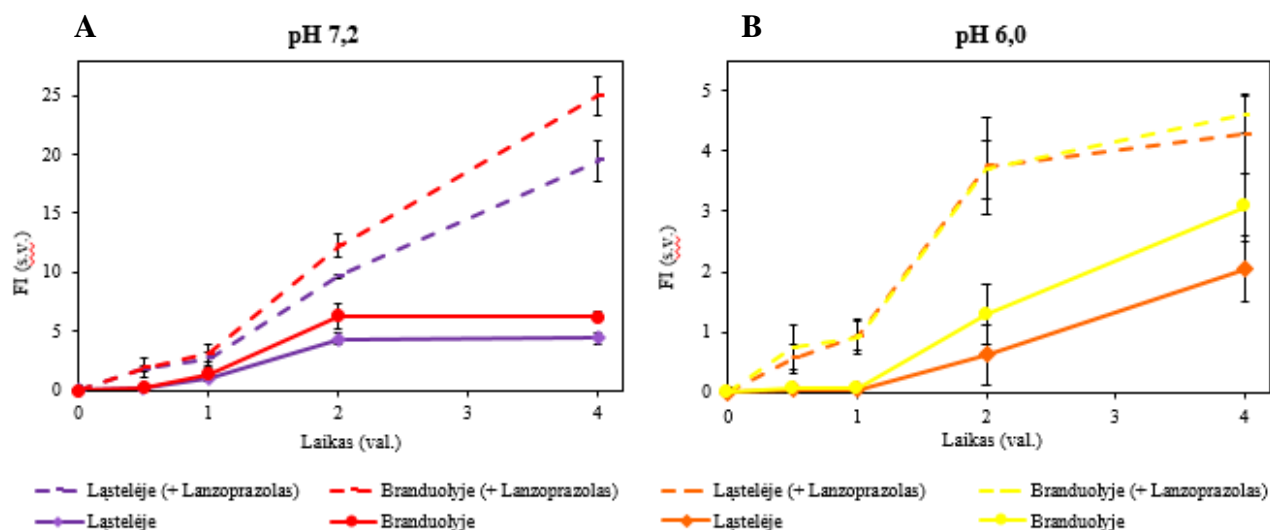 A
pH 7,2
FI (s.v.)
25
20
15
10
5
0
0 1 2 3 4
Laikas (val.)
Ląstelėje (+ Lanzoprazolas) Branduolyje (+ Lanzoprazolas)
Ląstelėje Branduolyje
B
pH 6,0
FI (s.v.)
5
4
3
2
1
0
0 1 2 3 4
Laikas (val.)
Ląstelėje (+ Lanzoprazolas) Branduolyje (+ Lanzoprazolas)
Ląstelėje Branduolyje